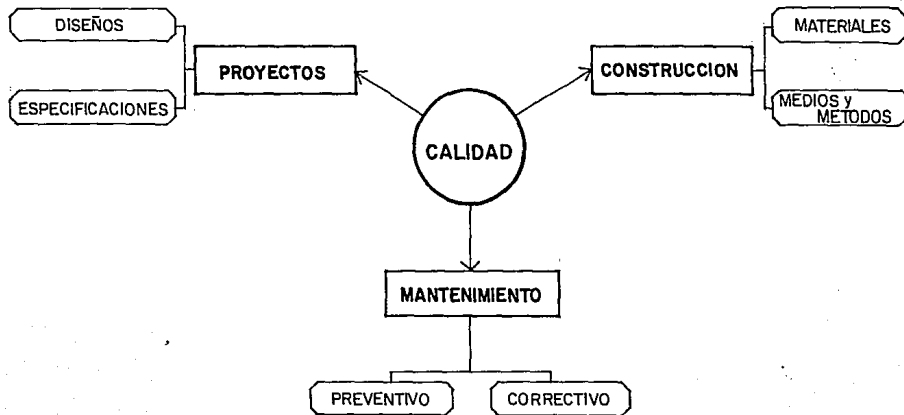 DISEÑOS
PROYECTOS
ESPECIFICACIONES
MATERIALES
CONSTRUCCION
MEDIOS y
METODOS
CALIDAD
MANTENIMIENTO
PREVENTIVO
CORRECTIVO